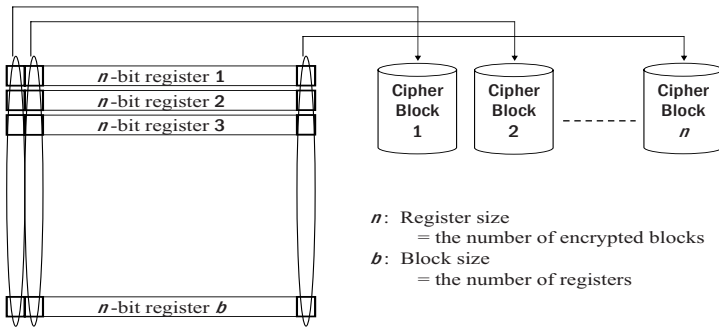 n-bit register 1
n-bit register 2
n-bit register 3
n-bit register b
Cipher
Block
1
Cipher
Block
2
Cipher
Block
n
n: Register size
= the number of encrypted blocks
b: Block size
= the number of registers